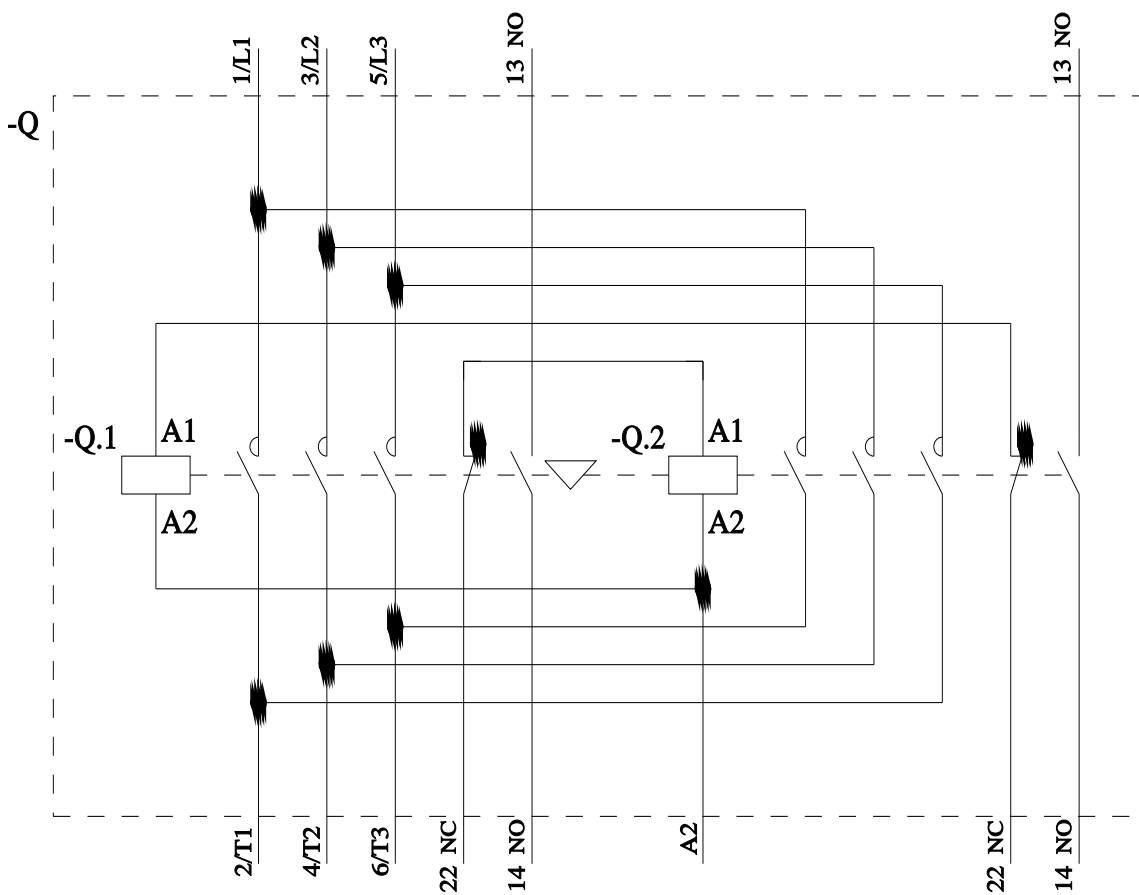 1/L1
3/L2
5/L3
13 NO
13 NO
-Q
-Q.1
A1
A2
-Q.2
A1
A2
2/T1
4/T2
6/T3
22 NC
14 NO
A2
22 NC
14 NO